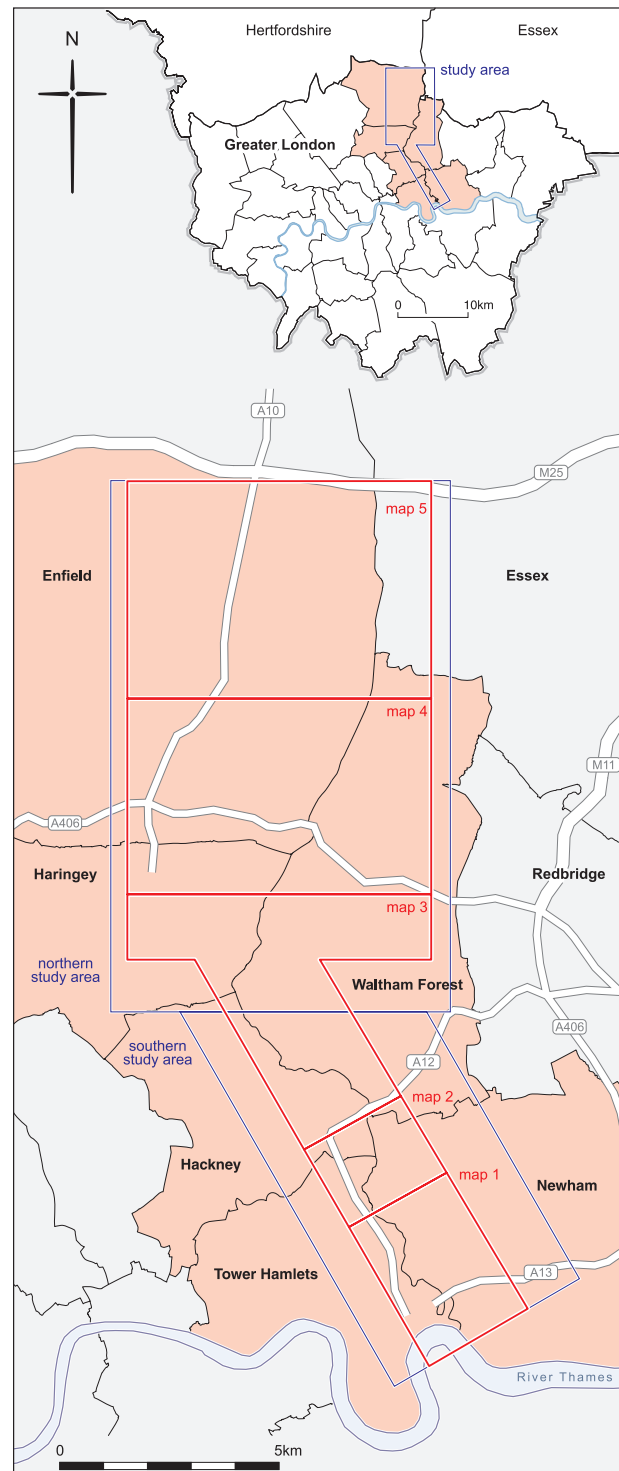 Hertfordshire
Essex
N
study area
Greater London
0
10km
A10
M25
map 5
Enfield
Essex
map 4
M11
A406
Haringey
Redbridge
map 3
northern
study area
Waltham Forest
A406
southern
study area
A12
map 2
Hackney
map 1
Newham
Tower Hamlets
A13
River Thames
0
5km